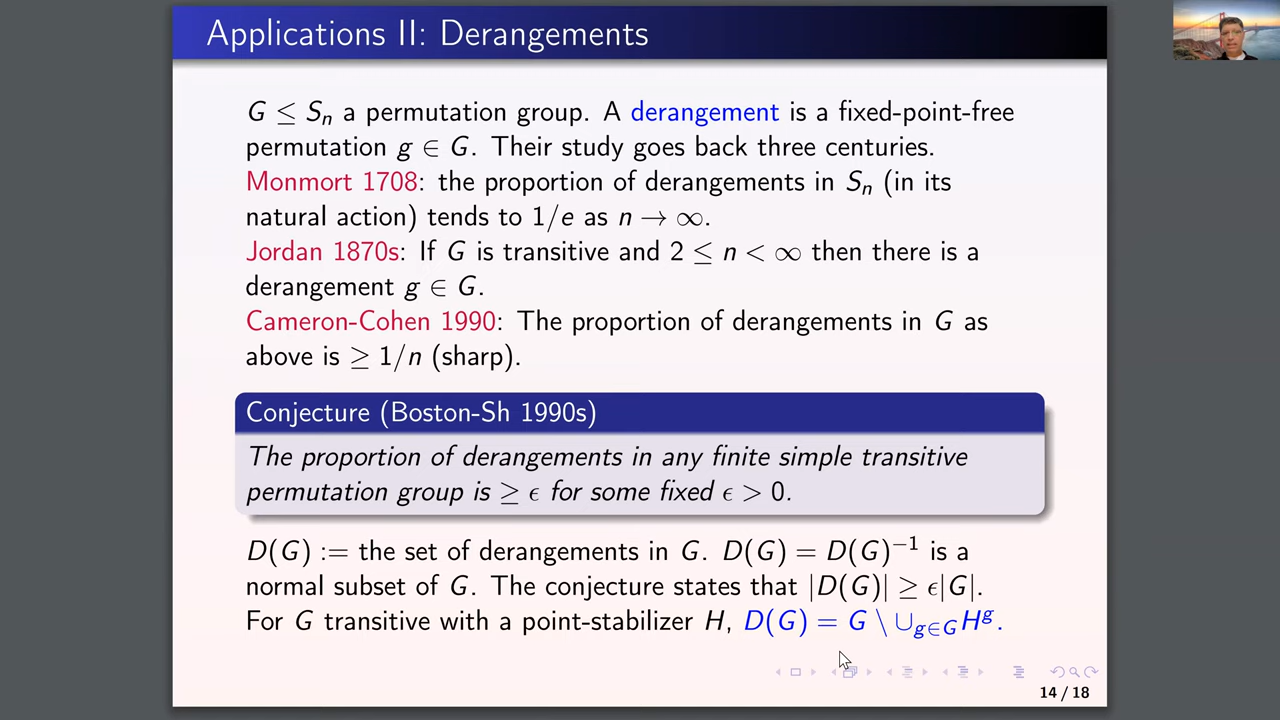 Applications II: Derangements
G ≤ Sₙ a permutation group. A derangement is a fixed-point-free
permutation g ∈ G. Their study goes back three centuries.
Monmort 1708: the proportion of derangements in Sₙ (in its
natural action) tends to 1/e as n → ∞.
Jordan 1870s: If G is transitive and 2 ≤ n < ∞ then there is a
derangement g ∈ G.
Cameron-Cohen 1990: The proportion of derangements in G as
above is ≥ 1/n (sharp).
Conjecture (Boston-Sh 1990s)
The proportion of derangements in any finite simple transitive
permutation group is ≥ ϵ for some fixed ϵ > 0.
D(G) := the set of derangements in G. D(G) = D(G)⁻¹ is a
normal subset of G. The conjecture states that |D(G)| ≥ ϵ|G|.
For G transitive with a point-stabilizer H, D(G) = G \ ∪_{g∈G} H^g.
14 / 18